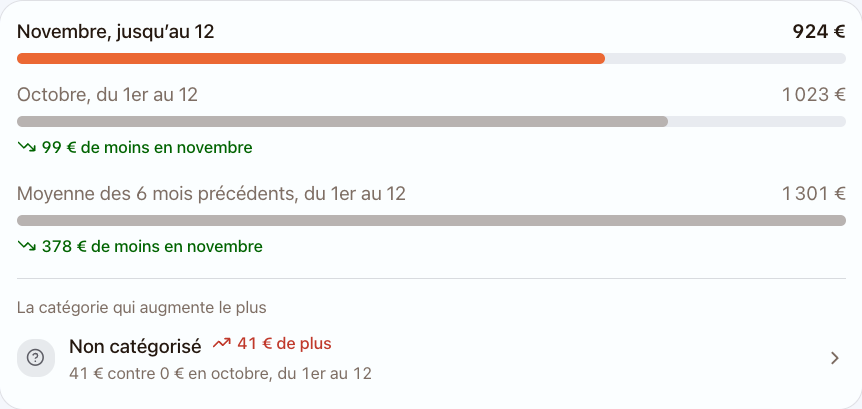 Novembre, jusqu’au 12
924 €
Octobre, du 1er au 12
1 023 €
99 € de moins en novembre
Moyenne des 6 mois précédents, du 1er au 12
1 301 €
378 € de moins en novembre
La catégorie qui augmente le plus
Non catégorisé 41 € de plus
41 € contre 0 € en octobre, du 1er au 12